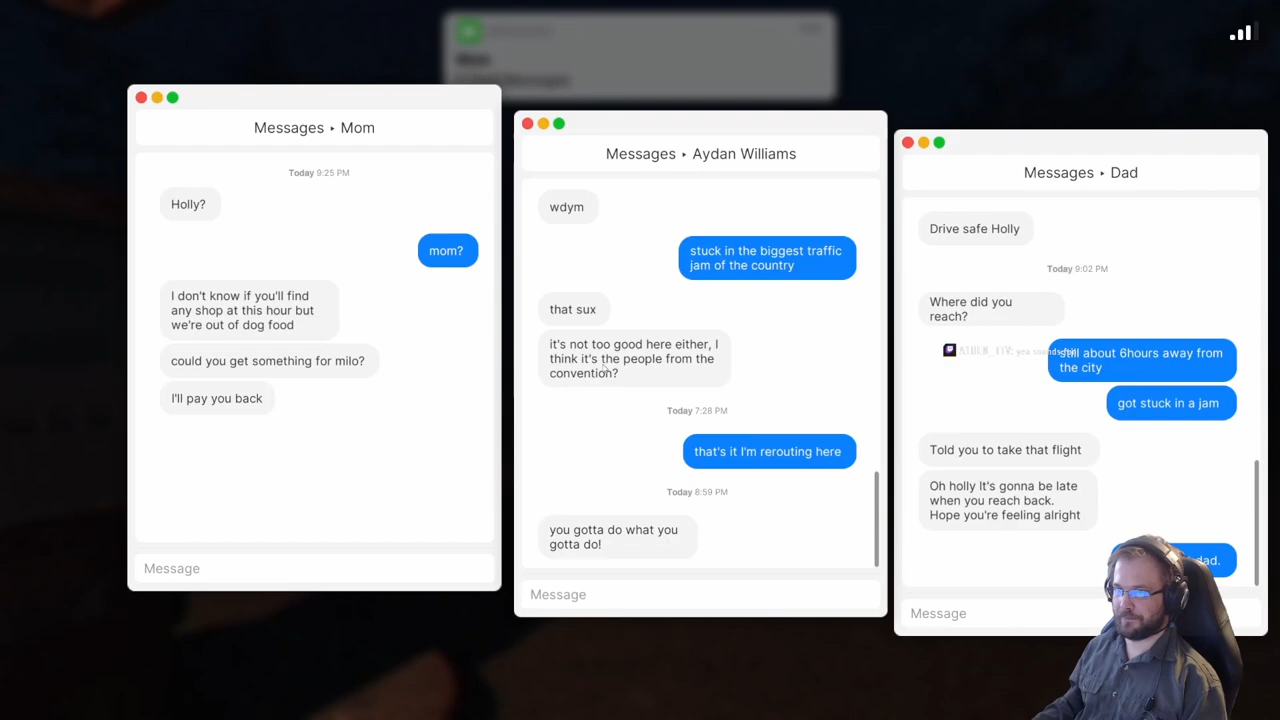 Messages ‣ Mom
Today 9:25 PM
Holly?
mom?
I don't know if you'll find
any shop at this hour but
we're out of dog food
could you get something for milo?
I'll pay you back
Message
Messages ‣ Aydan Williams
wdym
stuck in the biggest traffic
jam of the country
that sux
it's not too good here either, I
think it's the people from the
convention?
Today 7:28 PM
that's it I'm rerouting here
Today 8:59 PM
you gotta do what you
gotta do!
Message
Messages ‣ Dad
Drive safe Holly
Today 9:02 PM
Where did you
reach?
still about 6hours away from
the city
got stuck in a jam
Told you to take that flight
Oh holly It's gonna be late
when you reach back.
Hope you're feeling alright
dad.
Message